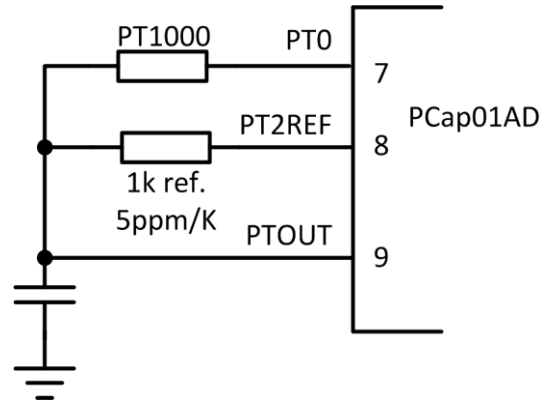 PT1000
PT0
7
PCap01AD
PT2REF
8
1k ref.
5ppm/K
PTOUT
9